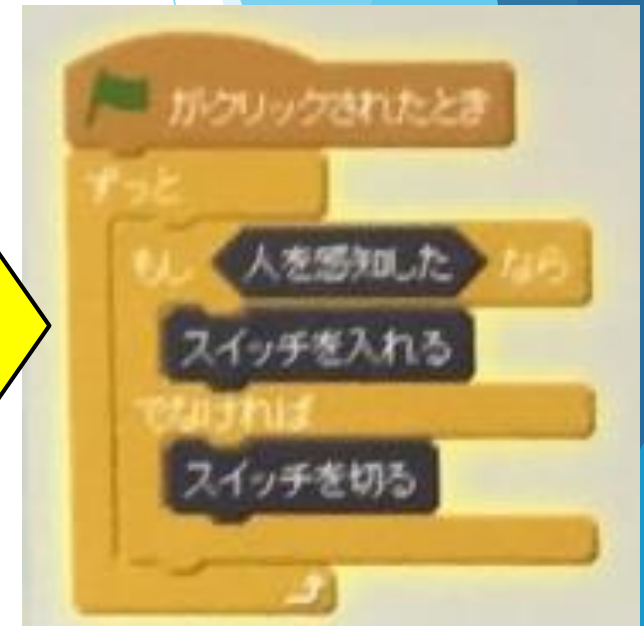 がクリックされたとき
ずっと
もし 人を感知した なら
スイッチを入れる
でなければ
スイッチを切る